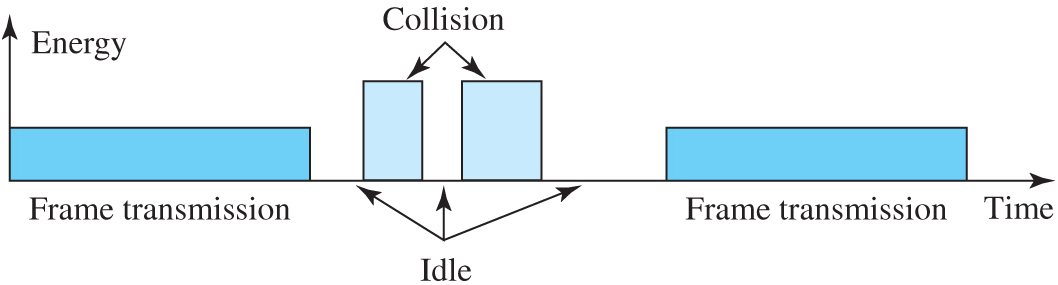 Collision
Energy
Frame transmission
Frame transmission
Time
Idle